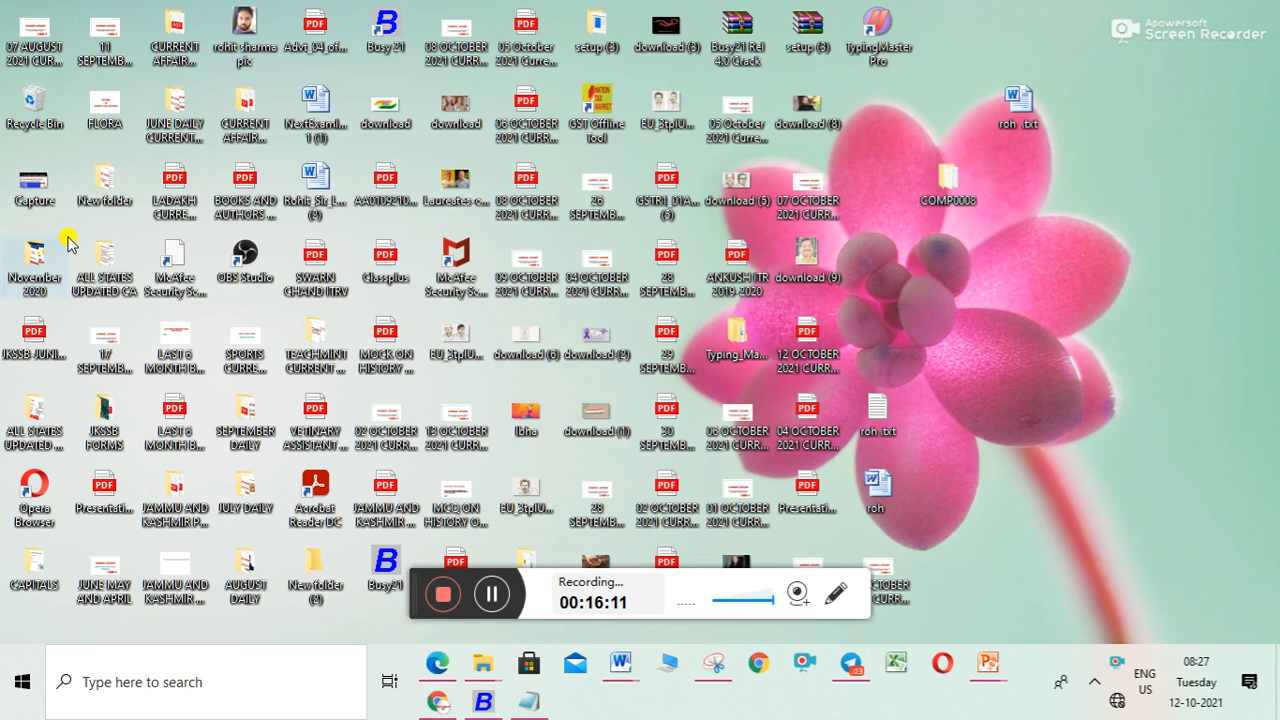 Apowersoft
Screen Recorder
07 AUGUST
2021 CUR...
11
SEPTEMB...
CURRENT
AFFAIR...
rohit sharma
pic
Advt_04_of...
Busy 21
08 OCTOBER
2021 CURR...
05 October
2021 Curre...
setup (3)
download (3)
Busy21 Rel
4.0 Crack
setup (3)
TypingMaster
Pro
Recycle Bin
FLORA
JUNE DAILY
CURRENT...
CURRENT
AFFAIR...
NextExamI...
1 (1)
download
download
06 OCTOBER
2021 CURR...
GST Offline
Tool
EU_3tplU...
05 October
2021 Curre...
download (8)
roh .txt
Capture
New folder
LADAKH
CURRE...
BOOKS AND
AUTHORS ...
Rohit_Sir_L...
(2)
AA0109210...
Laureates-c...
08 OCTOBER
2021 CURR...
26
SEPTEMB...
GSTR1_01A...
(6)
download (5)
07 OCTOBER
2021 CURR...
COMP0008
November
2020
ALL STATES
UPDATED CA
McAfee
Security Sc...
OBS Studio
SWARN
CHAND ITRV
Classplus
McAfee
Security Sc...
09 OCTOBER
2021 CURR...
04 OCTOBER
2021 CURR...
28
SEPTEMB...
ANKUSH ITR
2019-2020
download (9)
JKSSB JUNI...
17
SEPTEMB...
LAST 6
MONTH B...
SPORTS
CURRE...
TEACHMINT
CURRENT ...
MOCK ON
HISTORY ...
EU_3tplU...
download (6)
download (2)
29
SEPTEMB...
Typing_Ma...
12 OCTOBER
2021 CURR...
ALL STATES
UPDATED ...
JKSSB
FORMS
LAST 6
MONTH B...
SEPTEMBER
DAILY
VETINARY
ASSISTANT ...
02 OCTOBER
2021 CURR...
13 OCTOBER
2021 CURR...
download (1)
30
SEPTEMB...
06 OCTOBER
2021 CURR...
04 OCTOBER
2021 CURR...
roh .txt
Opera
Browser
Presentati...
JAMMU AND
KASHMIR P...
JULY DAILY
Acrobat
Reader DC
JAMMU AND
KASHMIR ...
MCQ ON
HISTORY O...
EU_3tplU...
28
SEPTEMB...
02 OCTOBER
2021 CURR...
01 OCTOBER
2021 CURR...
Presentati...
roh
CAPITALS
JUNE MAY
AND APRIL
JAMMU AND
KASHMIR ...
AUGUST
DAILY
New folder
(2)
Busy21
Recording...
00:16:11
Type here to search
ENG
US
08:27
Tuesday
12-10-2021